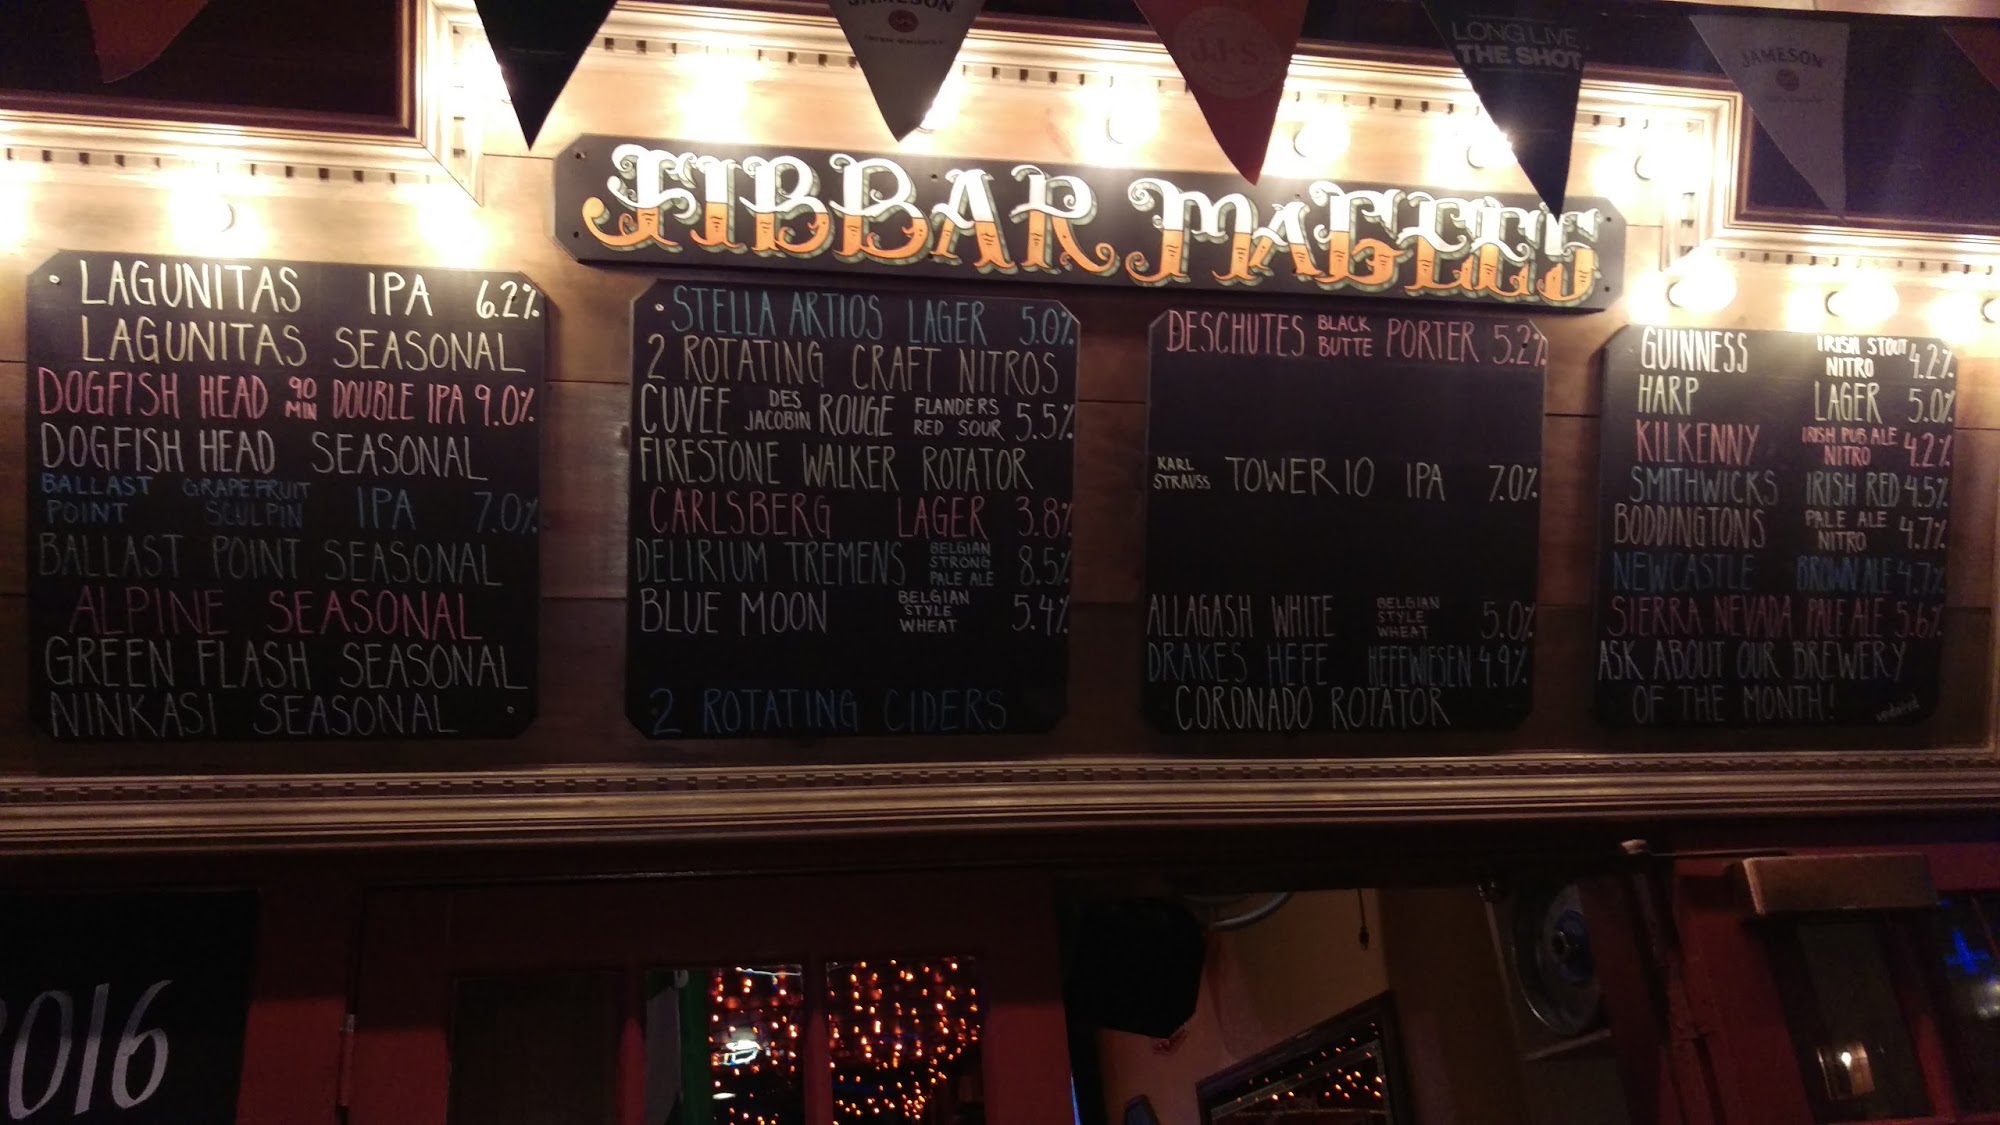 JAMESON
IRISH WHISKEY
JJ·S
LONG LIVE
THE SHOT
JAMESON
FIBBAR MAGEES
LAGUNITAS IPA 6.2%
LAGUNITAS SEASONAL
DOGFISH HEAD 90 MIN DOUBLE IPA 9.0%
DOGFISH HEAD SEASONAL
BALLAST POINT GRAPEFRUIT SCULPIN IPA 7.0%
BALLAST POINT SEASONAL
ALPINE SEASONAL
GREEN FLASH SEASONAL
NINKASI SEASONAL
STELLA ARTIOS LAGER 5.0%
2 ROTATING CRAFT NITROS
CUVEE DES JACOBIN ROUGE FLANDERS RED SOUR 5.5%
FIRESTONE WALKER ROTATOR
CARLSBERG LAGER 3.8%
DELIRIUM TREMENS BELGIAN STRONG PALE ALE 8.5%
BLUE MOON BELGIAN STYLE WHEAT 5.4%
2 ROTATING CIDERS
DESCHUTES BLACK BUTTE PORTER 5.2%
KARL STRAUSS TOWER 10 IPA 7.0%
ALLAGASH WHITE BELGIAN STYLE WHEAT 5.0%
DRAKES HEFE HEFEWIESEN 4.9%
CORONADO ROTATOR
GUINNESS IRISH STOUT NITRO 4.2%
HARP LAGER 5.0%
KILKENNY IRISH PUB ALE NITRO 4.2%
SMITHWICKS IRISH RED 4.5%
BODDINGTONS PALE ALE NITRO 4.7%
NEWCASTLE BROWN ALE 4.7%
SIERRA NEVADA PALE ALE 5.6%
ASK ABOUT OUR BREWERY
OF THE MONTH!
2016